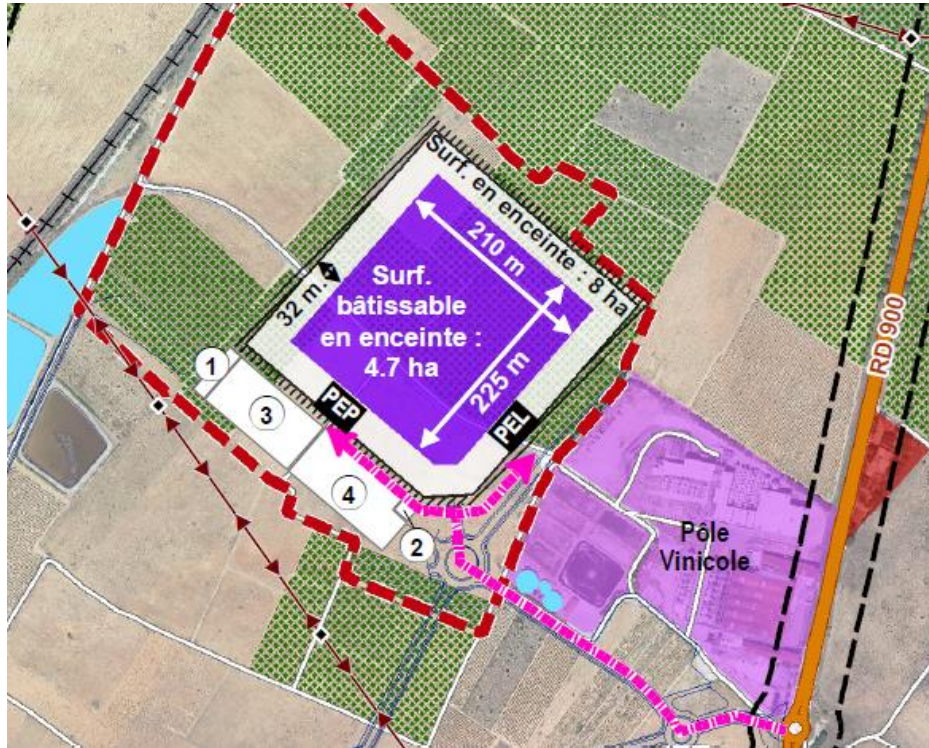 Surf. en enceinte : 8 ha
210 m
Surf.
bâtissable
en enceinte :
4.7 ha
32 m.
225 m
RD 900
1
3
PEP
PEL
4
2
Pôle
Vinicole